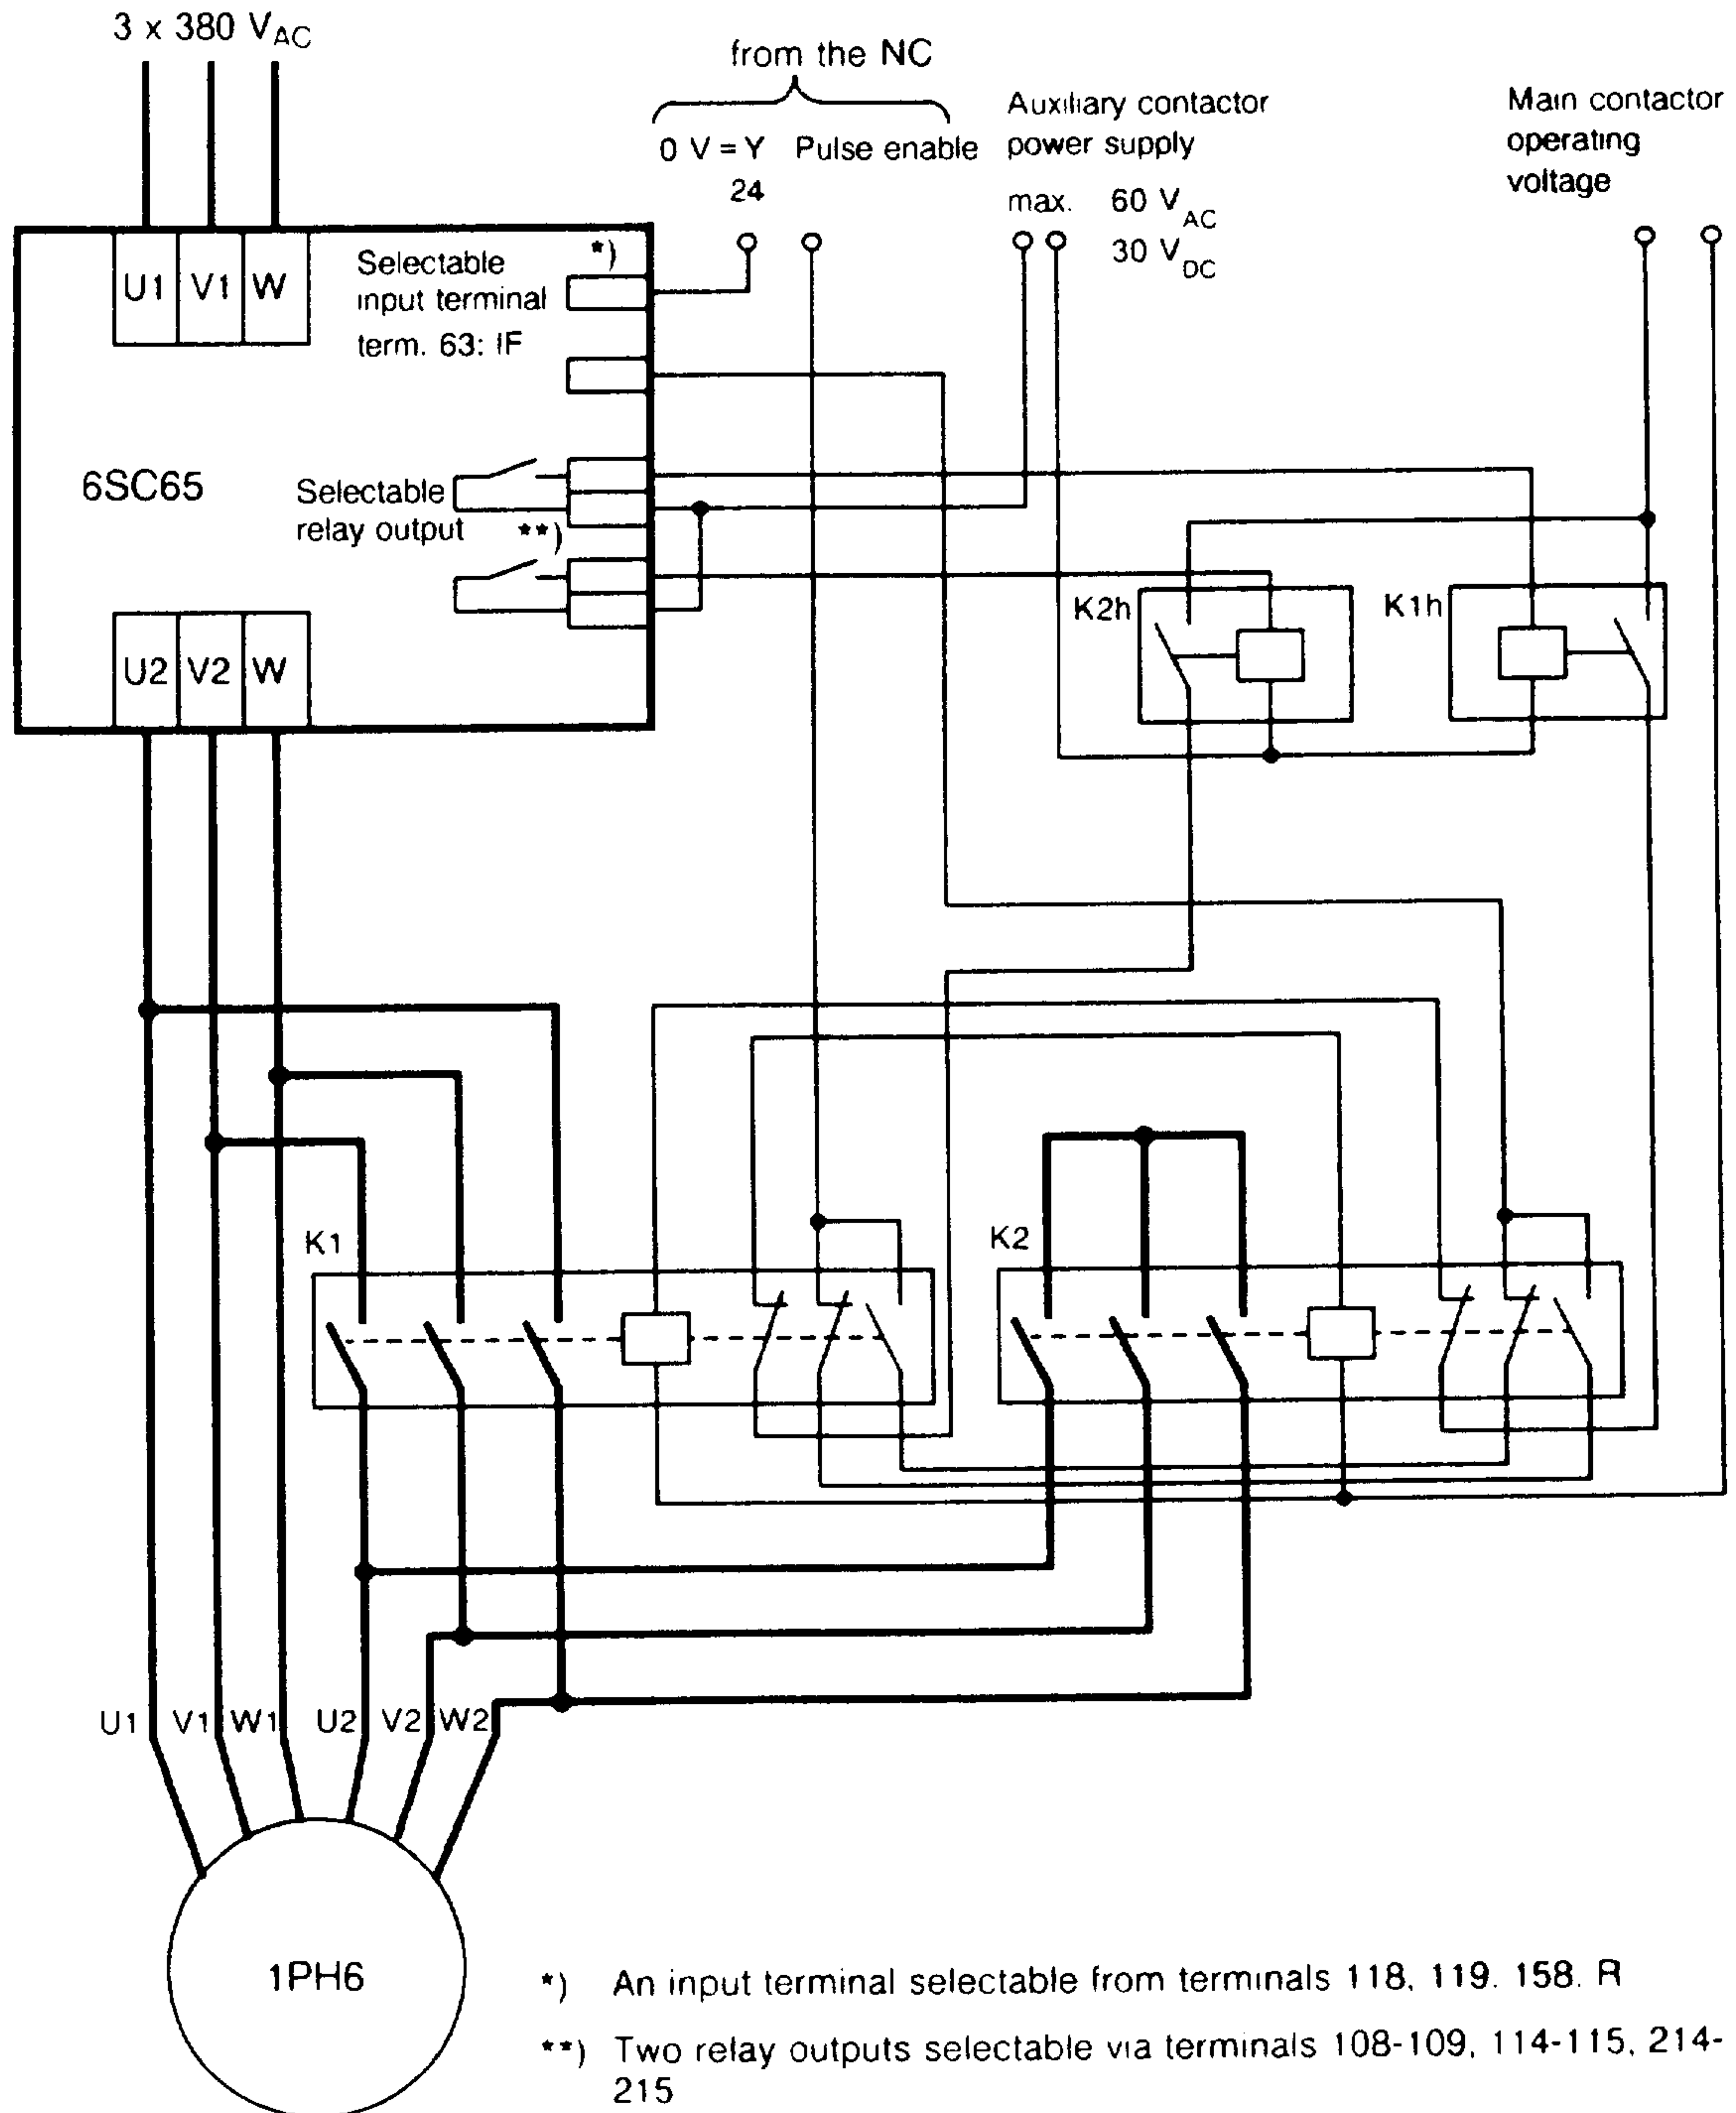 3 x 380 VAC
from the NC
0 V = Y Pulse enable
24
Auxiliary contactor
power supply
max. 60 VAC
30 VDC
Main contactor
operating
voltage
U1 V1 W
Selectable
input terminal
term. 63: IF
*)
6SC65
Selectable
relay output
**)
U2 V2 W
K2h
K1h
K1
K2
U1 V1 W1 U2 V2 W2
1PH6
*) An input terminal selectable from terminals 118, 119. 158. R
**) Two relay outputs selectable via terminals 108-109, 114-115, 214-
215